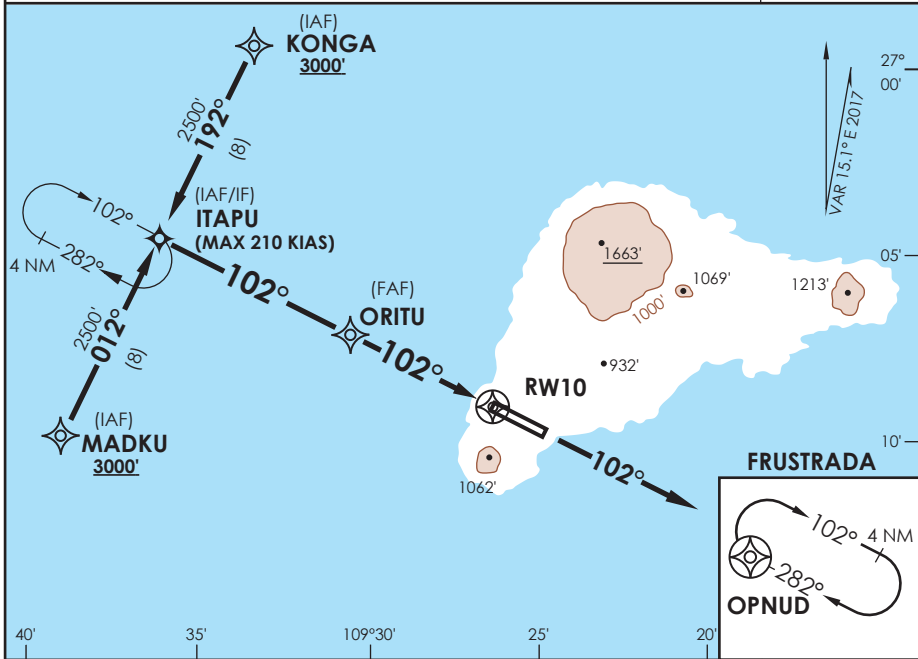 (IAF)
KONGA
3000'
2500'
192°
(8)
27°
00'
VAR 15.1° E 2017
(IAF/IF)
ITAPU
(MAX 210 KIAS)
102°
282°
4 NM
102°
(FAF)
ORITU
102°
2500'
012°
(8)
(IAF)
MADKU
3000'
1663'
1000'
1069'
1213'
05'
932'
RW10
1062'
102°
10'
FRUSTRADA
102°
4 NM
282°
OPNUD
40'
35'
109°30'
25'
20'